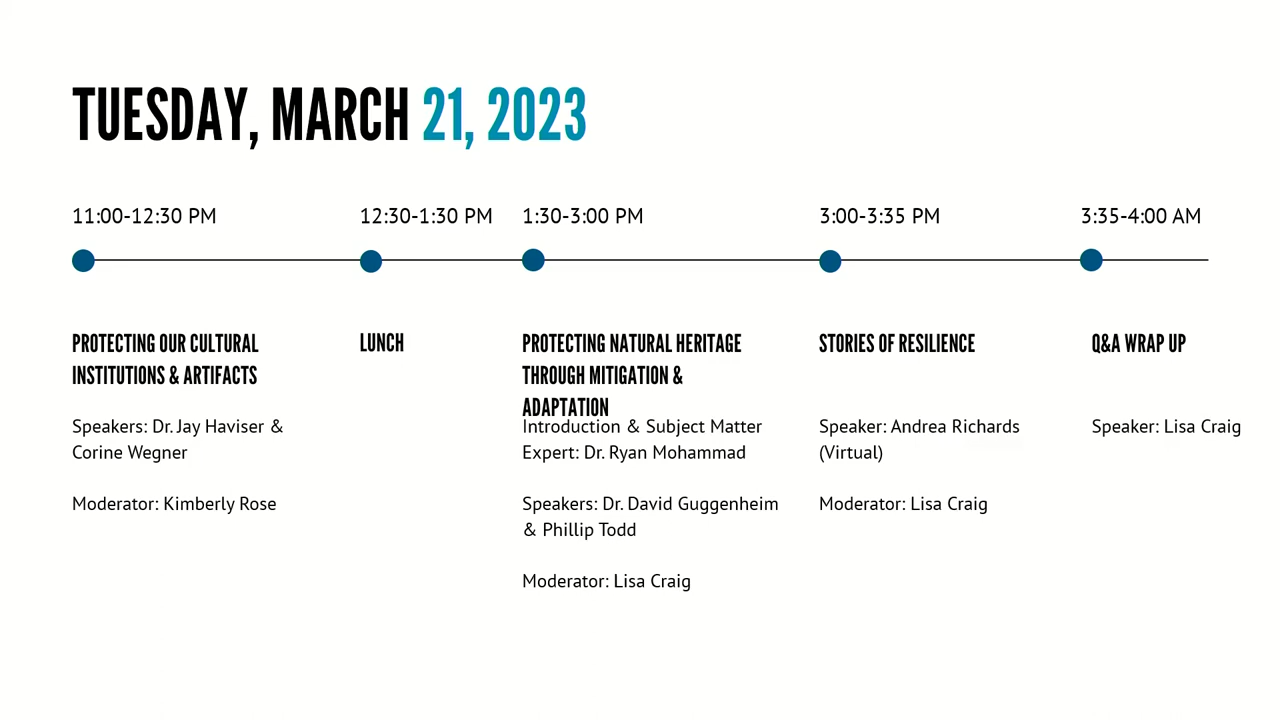 TUESDAY, MARCH 21, 2023
11:00-12:30 PM
12:30-1:30 PM
1:30-3:00 PM
3:00-3:35 PM
3:35-4:00 AM
PROTECTING OUR CULTURAL
INSTITUTIONS & ARTIFACTS
Speakers: Dr. Jay Haviser &
Corine Wegner
Moderator: Kimberly Rose
LUNCH
PROTECTING NATURAL HERITAGE
THROUGH MITIGATION &
ADAPTATION
Introduction & Subject Matter
Expert: Dr. Ryan Mohammad
Speakers: Dr. David Guggenheim
& Phillip Todd
Moderator: Lisa Craig
STORIES OF RESILIENCE
Speaker: Andrea Richards
(Virtual)
Moderator: Lisa Craig
Q&A WRAP UP
Speaker: Lisa Craig